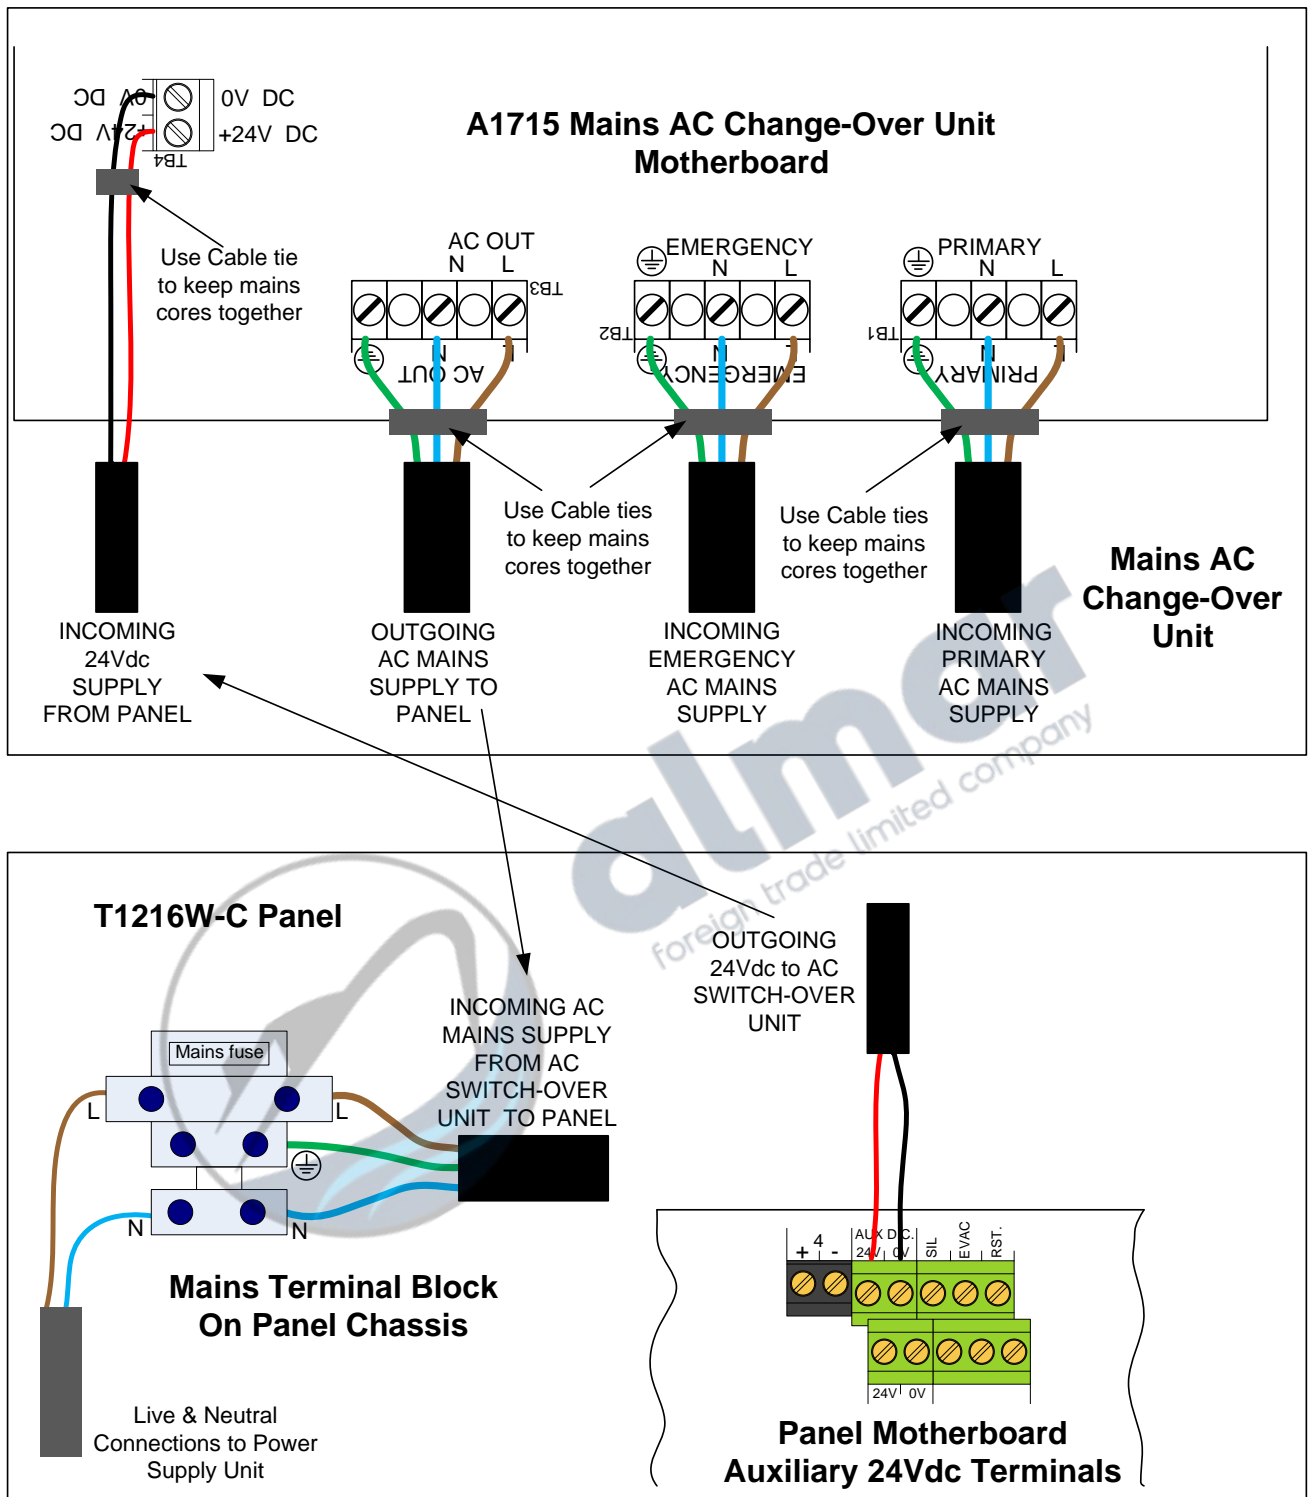 A1715 Mains AC Change-Over Unit
Motherboard
0V DC
0V DC
+24V DC
+24V DC
TB4
Use Cable tie
to keep mains
cores together
AC OUT
N L
TB3
N L
AC OUT
EMERGENCY
N L
TB2
N L
EMERGENCY
PRIMARY
N L
TB1
N L
PRIMARY
Use Cable ties
to keep mains
cores together
Use Cable ties
to keep mains
cores together
Mains AC
Change-Over
Unit
INCOMING
24Vdc
SUPPLY
FROM PANEL
OUTGOING
AC MAINS
SUPPLY TO
PANEL
INCOMING
EMERGENCY
AC MAINS
SUPPLY
INCOMING
PRIMARY
AC MAINS
SUPPLY
almar
foreign trade limited company
T1216W-C Panel
OUTGOING
24Vdc to AC
SWITCH-OVER
UNIT
INCOMING AC
MAINS SUPPLY
FROM AC
SWITCH-OVER
UNIT TO PANEL
Mains fuse
L
L
N
N
Mains Terminal Block
On Panel Chassis
Live & Neutral
Connections to Power
Supply Unit
4
+ -
AUX D.C.
24V 0V
SIL
EVAC
RST.
24V 0V
Panel Motherboard
Auxiliary 24Vdc Terminals